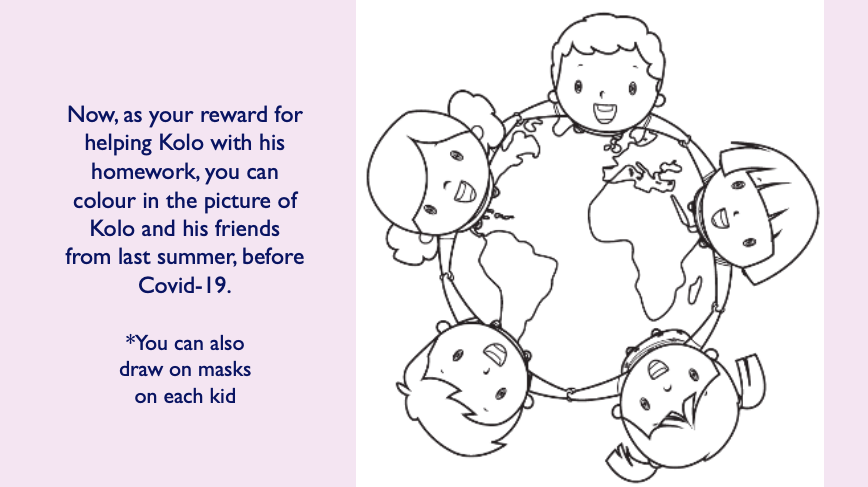 Now, as your reward for
helping Kolo with his
homework, you can
colour in the picture of
Kolo and his friends
from last summer, before
Covid-19.
*You can also
draw on masks
on each kid